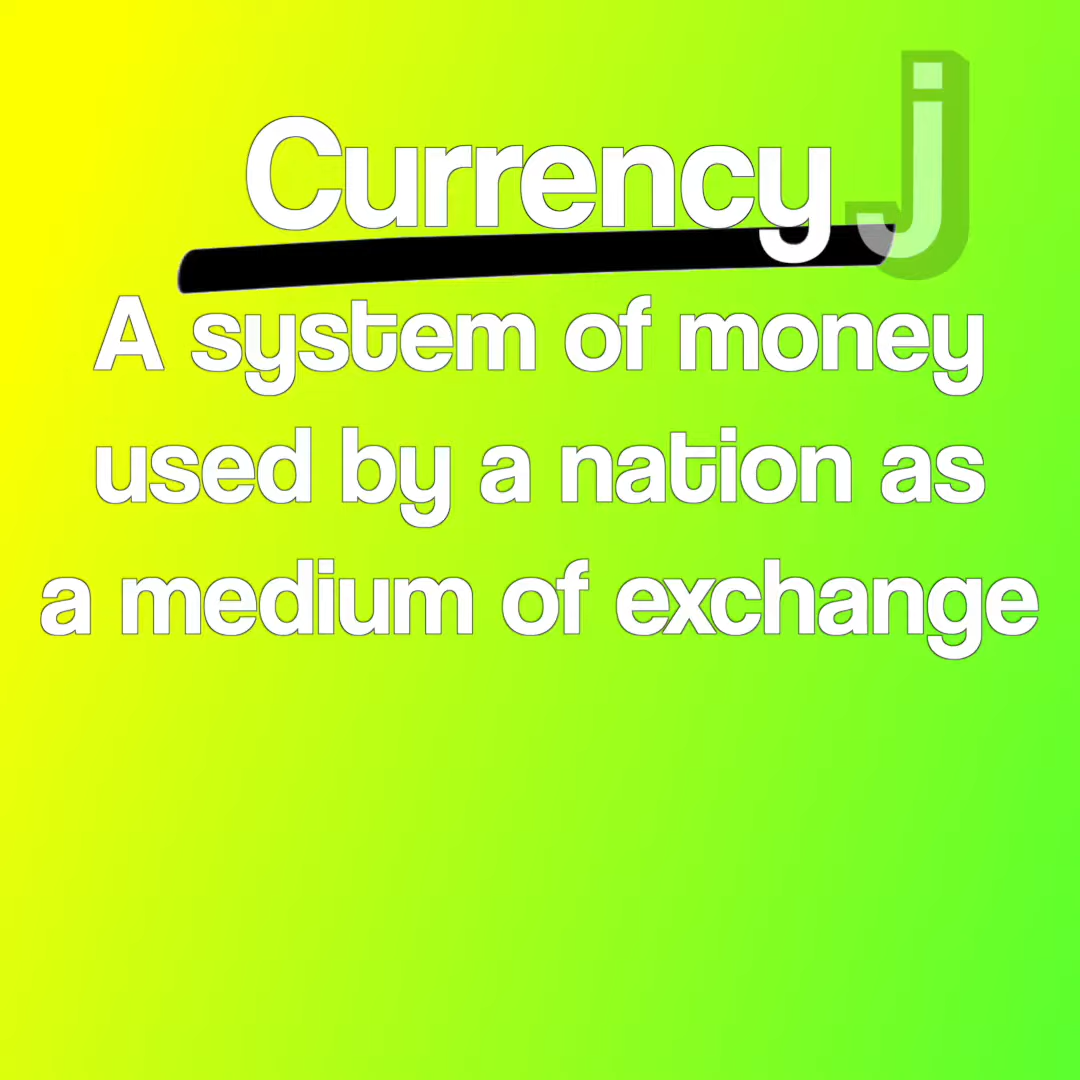 Currency j
A system of money
used by a nation as
a medium of exchange